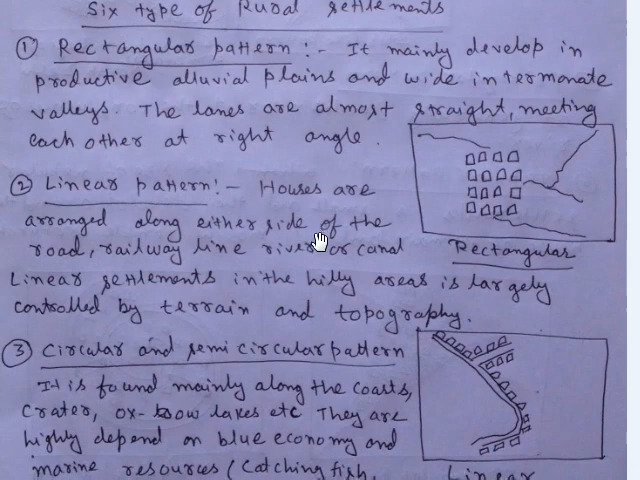 Six type of Rural settlements
① Rectangular pattern :- It mainly develop in
productive alluvial plains and wide intermonate
valleys. The lanes are almost straight, meeting
each other at right angle.
② Linear pattern :- Houses are
arranged along either side of the
road, railway line river or canal
Rectangular
Linear settlements in the hilly areas is largely
controlled by terrain and topography.
③ Circular and semi circular pattern
It is found mainly along the coasts,
Crater, ox-bow lakes etc They are
highly depend on blue economy and
marine resources (Catching fish,
Linear